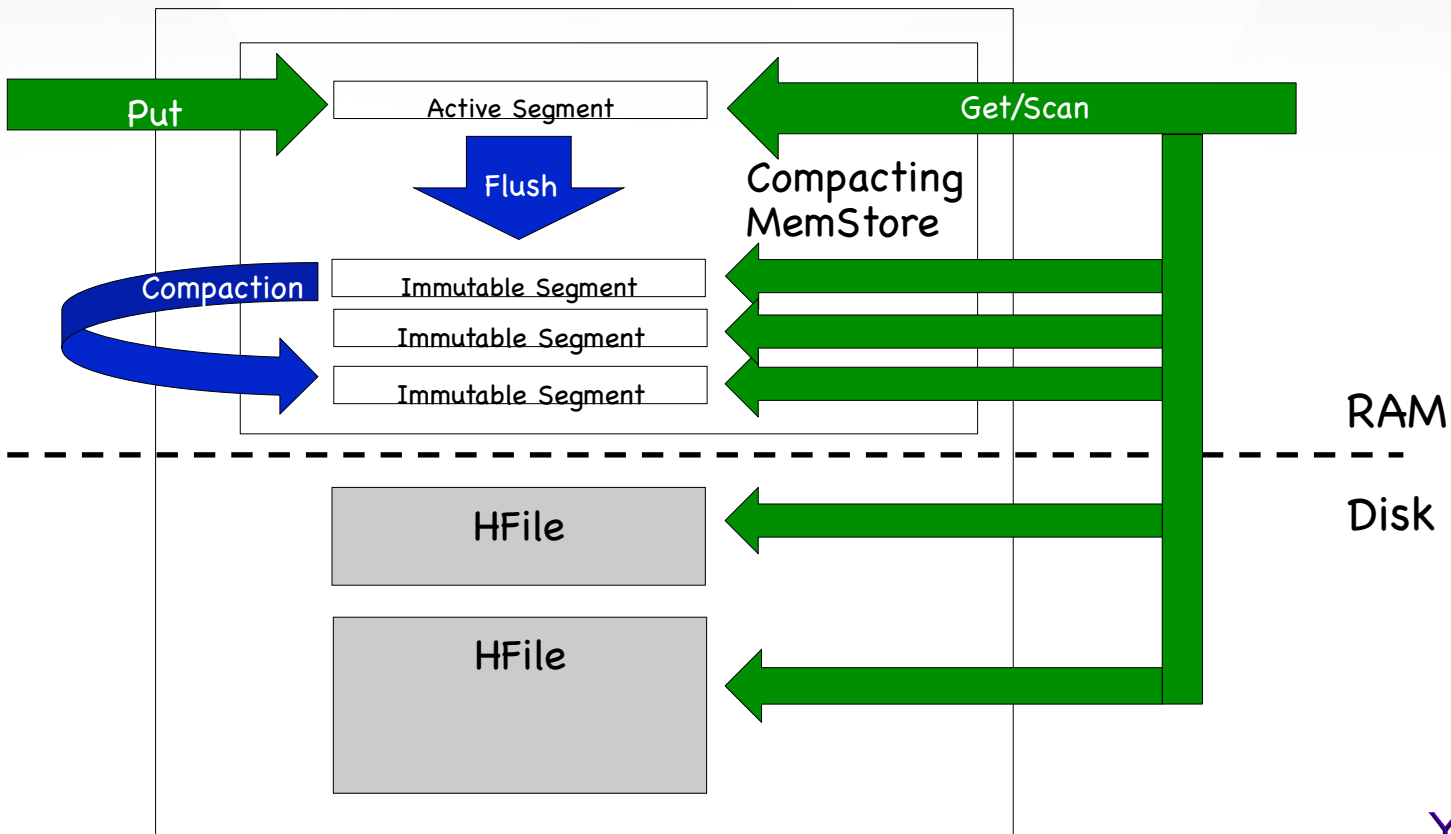 Put
Active Segment
Get/Scan
Flush
Compacting
MemStore
Compaction
Immutable Segment
Immutable Segment
Immutable Segment
RAM
Disk
HFile
HFile